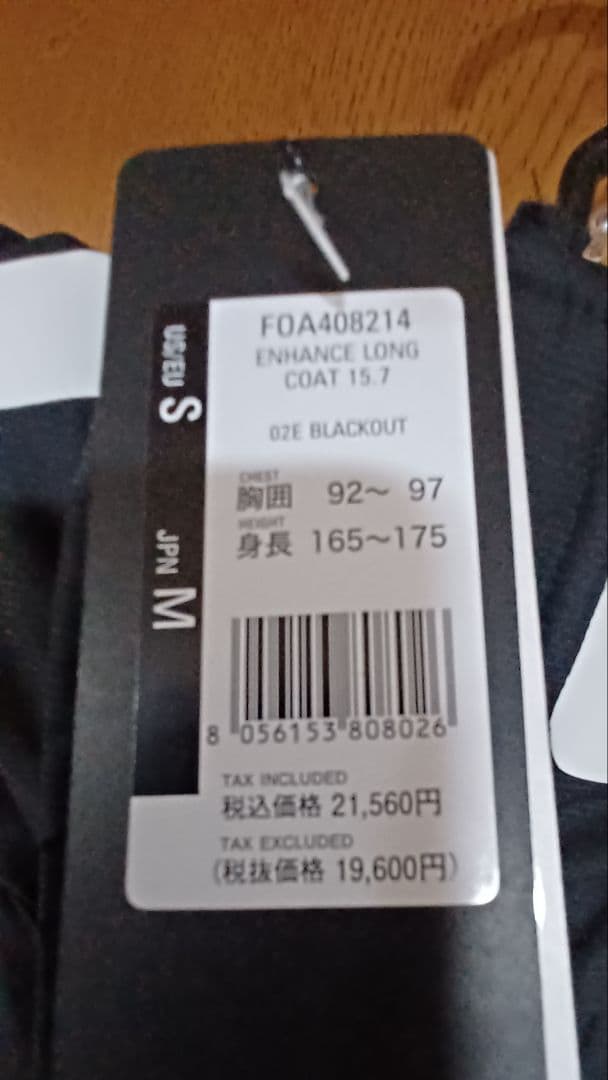 US/EU S
JPN M
FOA408214
ENHANCE LONG
COAT 15.7
02E BLACKOUT
CHEST
胸囲 92～ 97
HEIGHT
身長 165～175
8 056153 808026
TAX INCLUDED
税込価格 21,560円
TAX EXCLUDED
(税抜価格 19,600円)